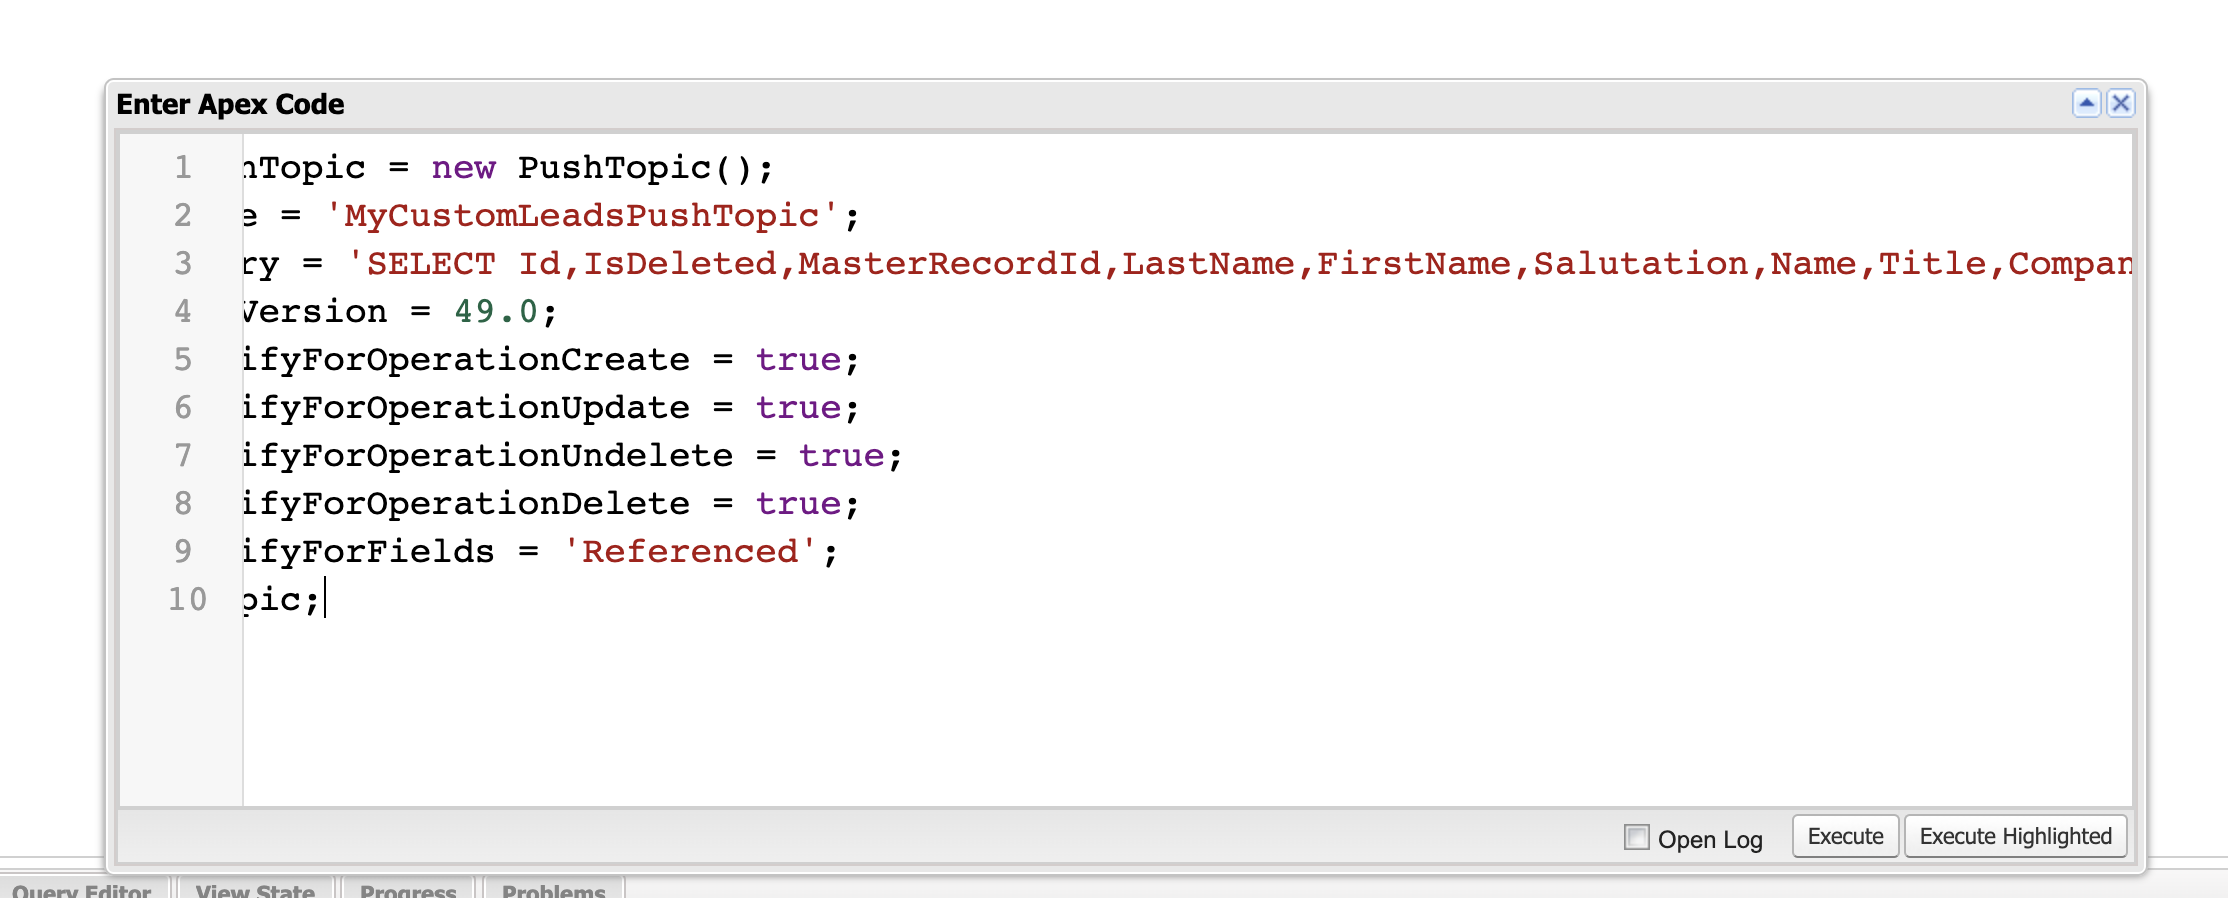 Enter Apex Code
1 hTopic = new PushTopic();
2 e = 'MyCustomLeadsPushTopic';
3 ry = 'SELECT Id,IsDeleted,MasterRecordId,LastName,FirstName,Salutation,Name,Title,Compan
4 Version = 49.0;
5 ifyForOperationCreate = true;
6 ifyForOperationUpdate = true;
7 ifyForOperationUndelete = true;
8 ifyForOperationDelete = true;
9 ifyForFields = 'Referenced';
10 pic;
Open Log Execute Execute Highlighted
Query Editor View State Progress Problems